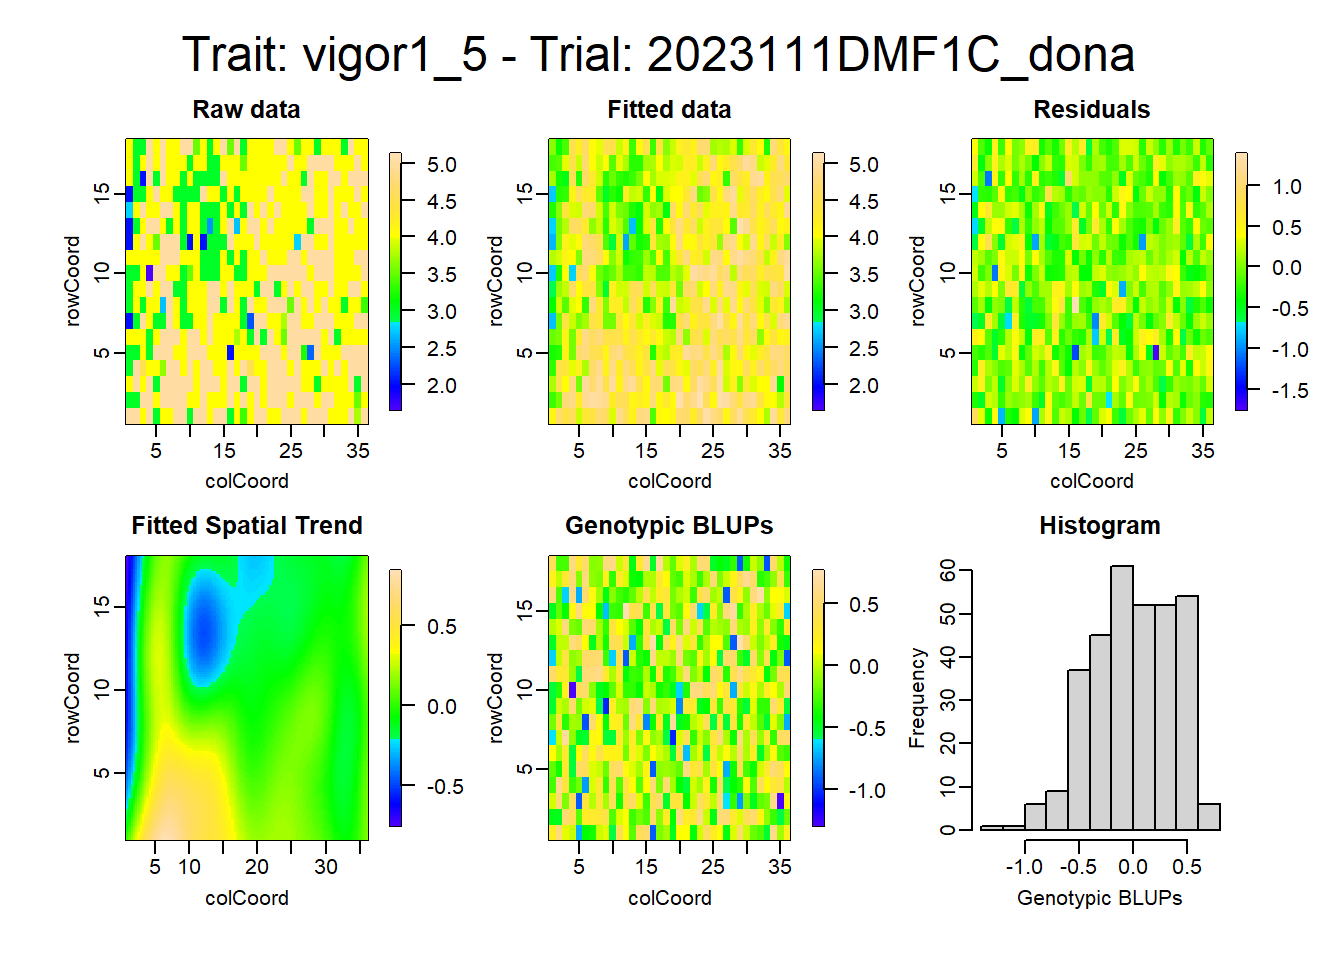 Trait: vigor1_5 - Trial: 2023111DMF1C_dona
Raw data
Fitted data
Residuals
rowCoord
5 10 15
5 15 25 35
colCoord
5.0
4.5
4.0
3.5
3.0
2.5
2.0
rowCoord
5 10 15
5 15 25 35
colCoord
5.0
4.5
4.0
3.5
3.0
2.5
2.0
rowCoord
5 10 15
5 15 25 35
colCoord
1.0
0.5
0.0
-0.5
-1.0
-1.5
Fitted Spatial Trend
Genotypic BLUPs
Histogram
rowCoord
5 10 15
5 10 20 30
colCoord
0.5
0.0
-0.5
rowCoord
5 10 15
5 15 25 35
colCoord
0.5
0.0
-0.5
-1.0
Frequency
0 10 20 30 40 50 60
-1.0 -0.5 0.0 0.5
Genotypic BLUPs